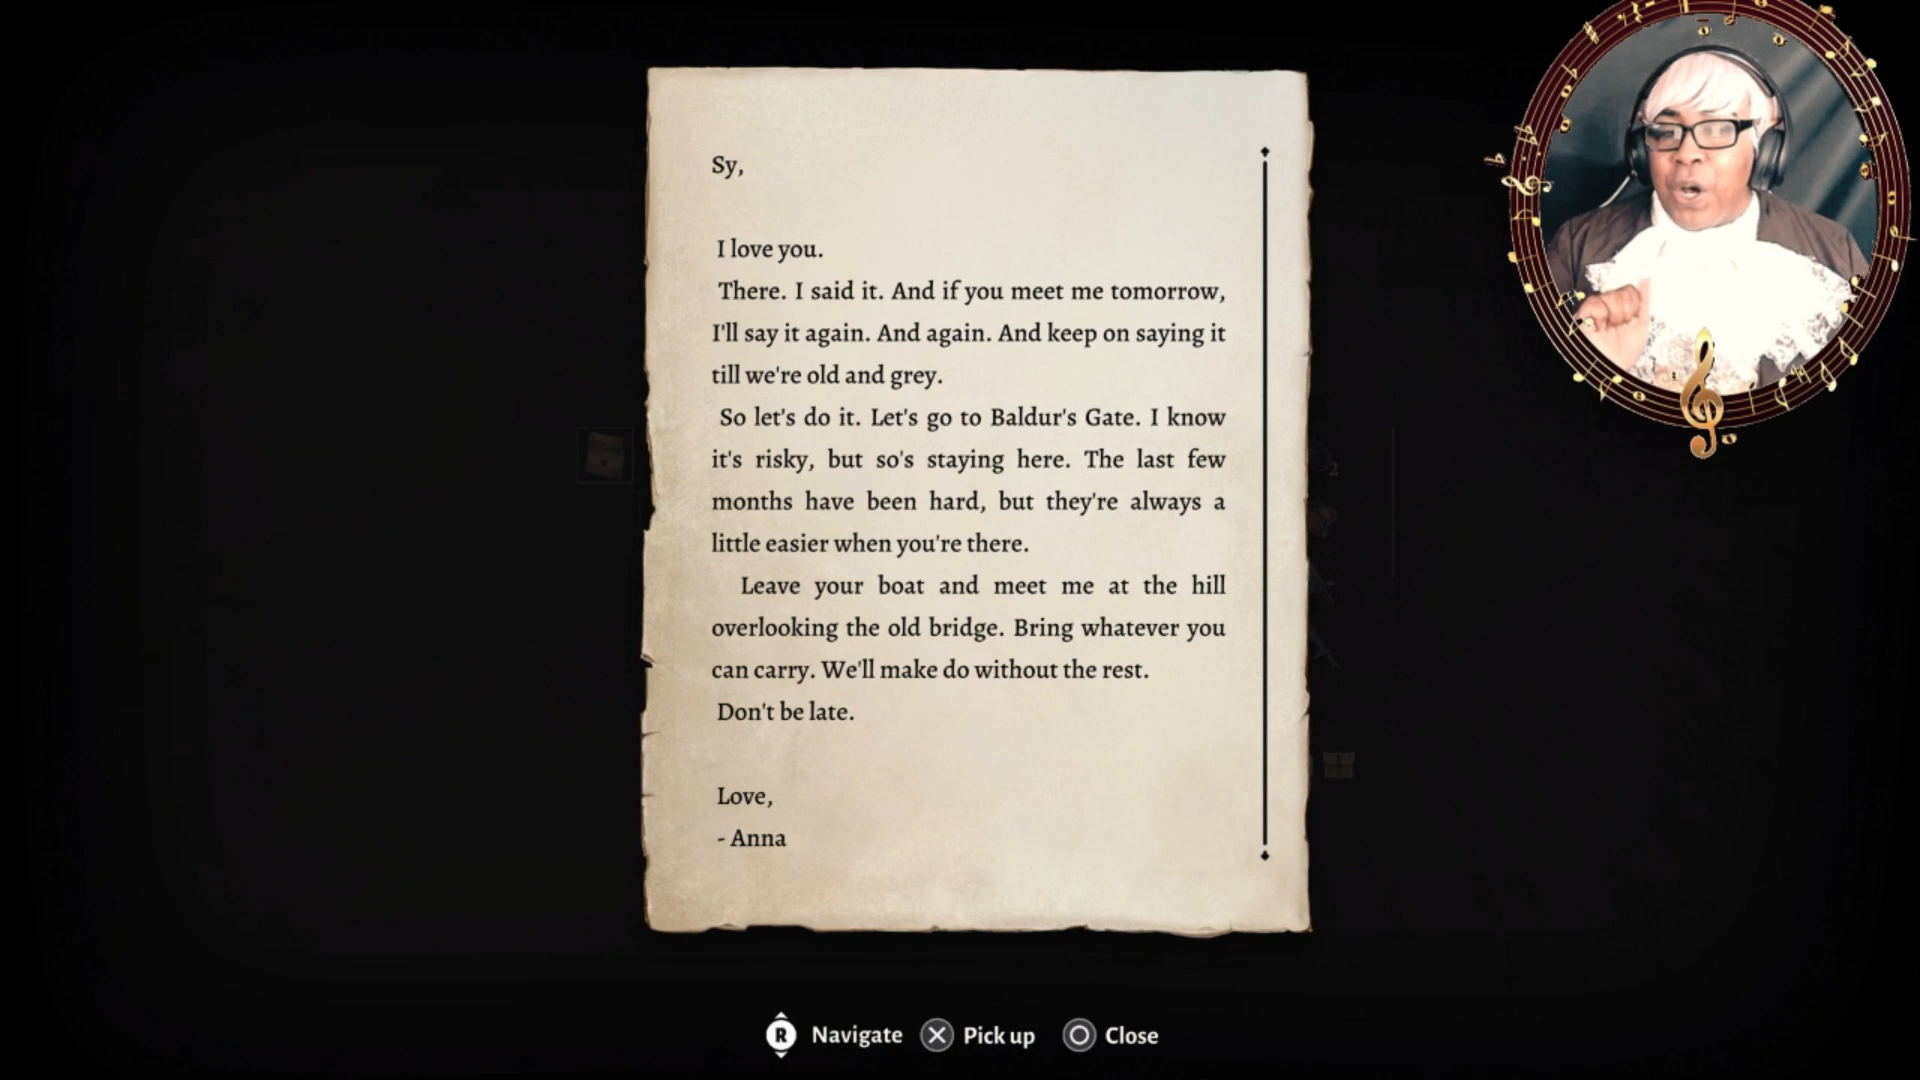 Sy,
I love you.
There. I said it. And if you meet me tomorrow,
I'll say it again. And again. And keep on saying it
till we're old and grey.
So let's do it. Let's go to Baldur's Gate. I know
it's risky, but so's staying here. The last few
months have been hard, but they're always a
little easier when you're there.
Leave your boat and meet me at the hill
overlooking the old bridge. Bring whatever you
can carry. We'll make do without the rest.
Don't be late.
Love,
- Anna
2
R Navigate Pick up Close